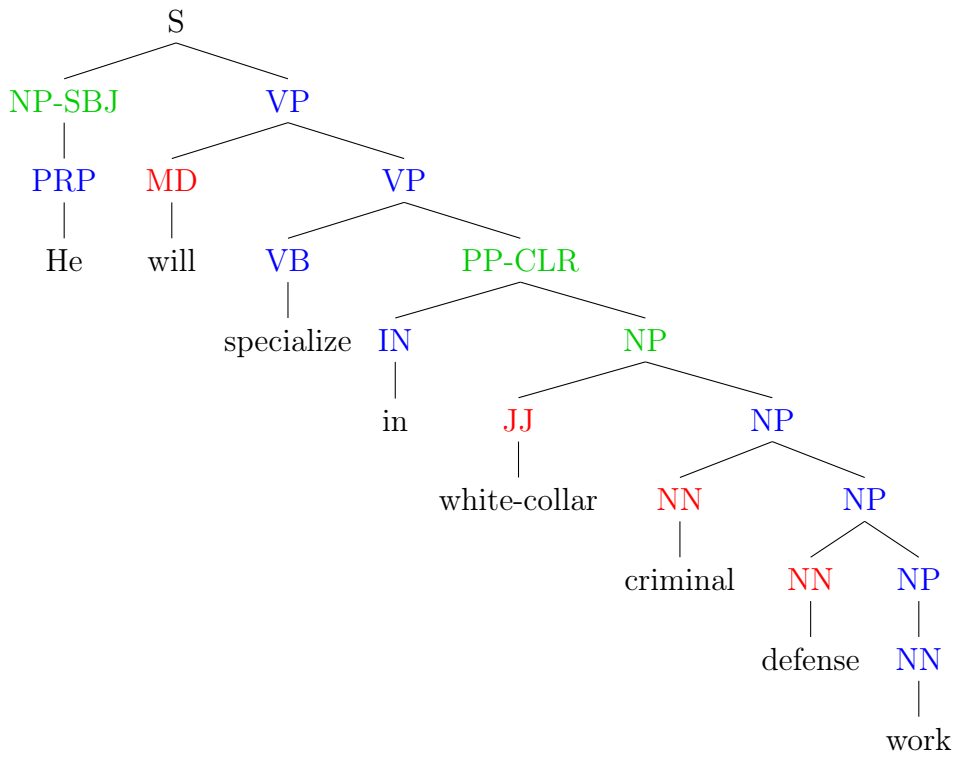 S
NP-SBJ VP
PRP MD VP
He will VB PP-CLR
specialize IN NP
in JJ NP
white-collar NN NP
criminal NN NP
defense NN
work